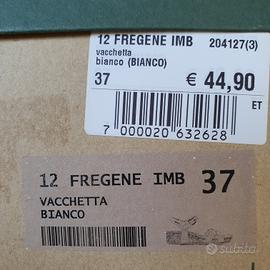 12 FREGENE IMB 204127(3)
vacchetta
bianco (BIANCO)
37 € 44,90
ET
7 000020 632628
12 FREGENE IMB 37
VACCHETTA
BIANCO
subito